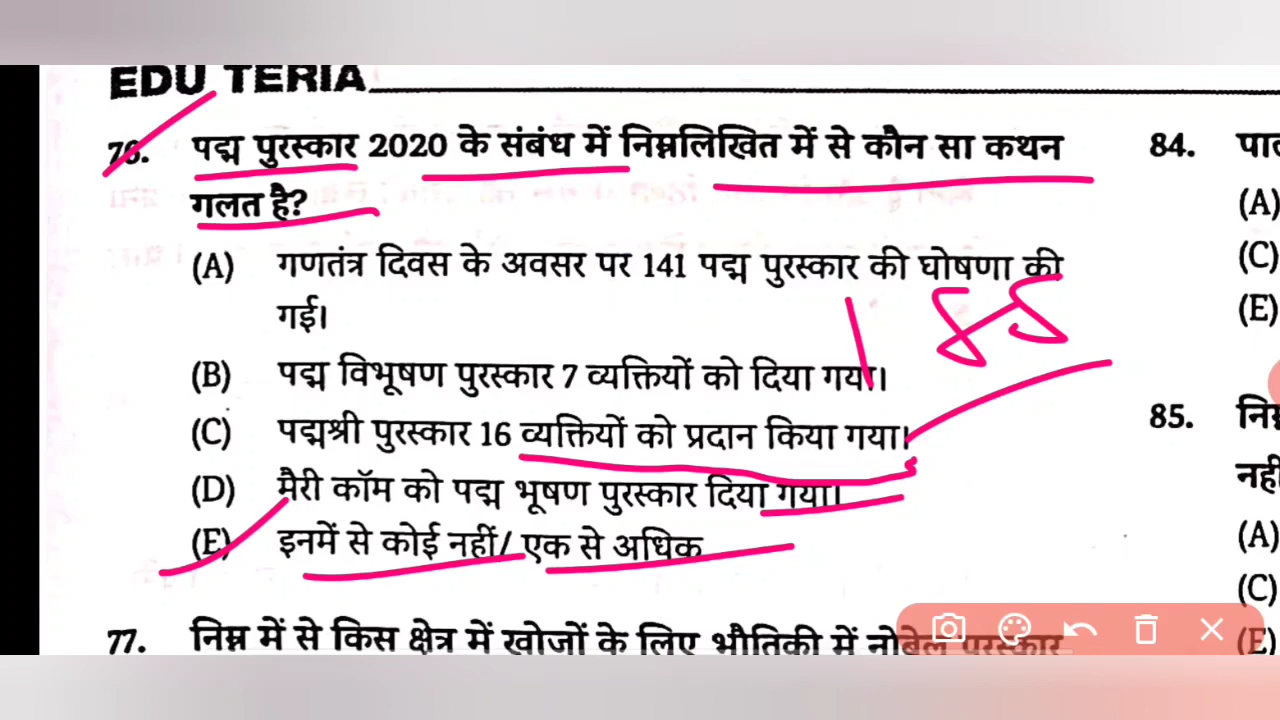 EDU TERIA
76. पद्म पुरस्कार 2020 के संबंध में निम्नलिखित में से कौन सा कथन
गलत है?
(A) गणतंत्र दिवस के अवसर पर 141 पद्म पुरस्कार की घोषणा की
गई।
185
(B) पद्म विभूषण पुरस्कार 7 व्यक्तियों को दिया गया।
(C) पद्मश्री पुरस्कार 16 व्यक्तियों को प्रदान किया गया।
(D) मैरी कॉम को पद्म भूषण पुरस्कार दिया गया।
(E) इनमें से कोई नहीं/ एक से अधिक
77. निम्न में से किस क्षेत्र में खोजों के लिए भौतिकी में नोबेल पुरस्कार
84.
(A)
(C)
(E)
85.
(A)
(C)
(E)